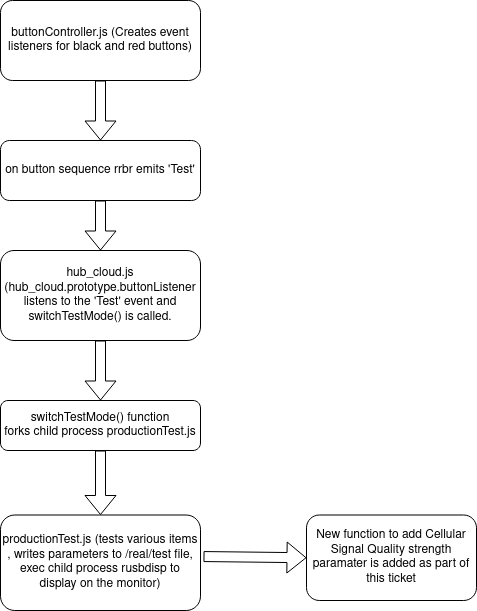 buttonController.js (Creates event
listeners for black and red buttons)
on button sequence rrbr emits 'Test'
hub_cloud.js
(hub_cloud.prototype.buttonListener
listens to the 'Test' event and
switchTestMode() is called.
switchTestMode() function
forks child process productionTest.js
productionTest.js (tests various items
, writes parameters to /real/test file,
exec child process rusbdisp to
display on the monitor)
New function to add Cellular
Signal Quality strength
paramater is added as part of
this ticket